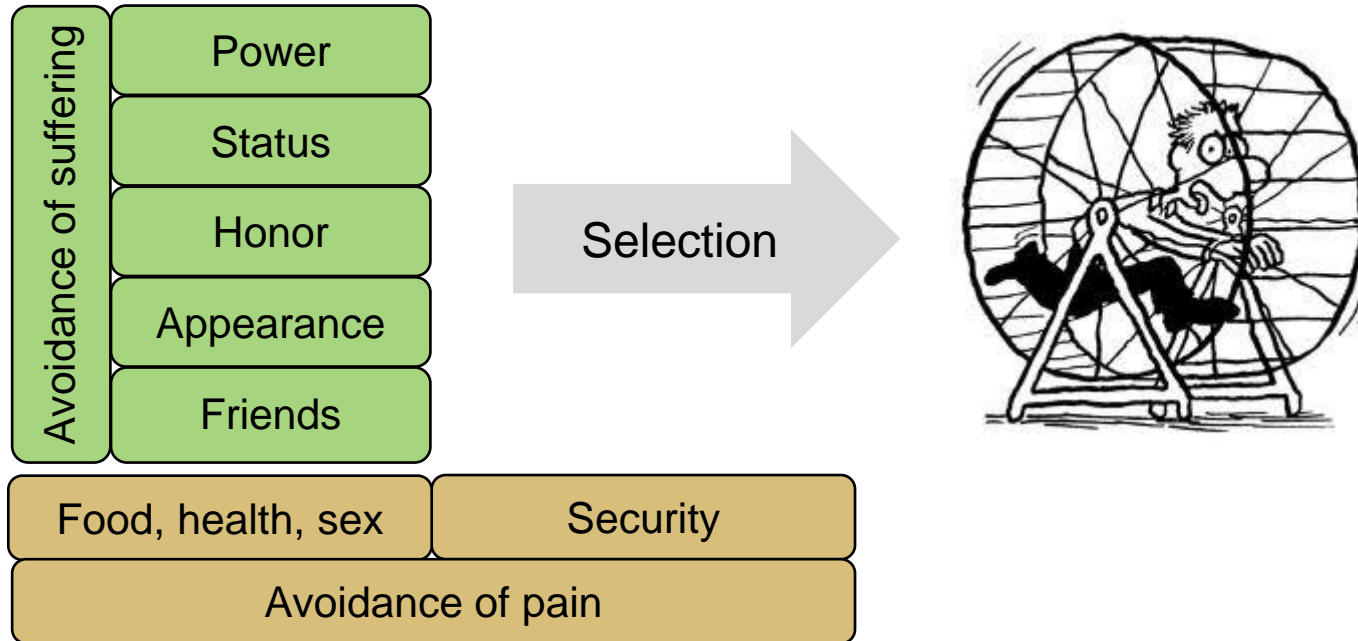 Avoidance of suffering
Power
Status
Honor
Appearance
Friends
Selection
Food, health, sex
Security
Avoidance of pain